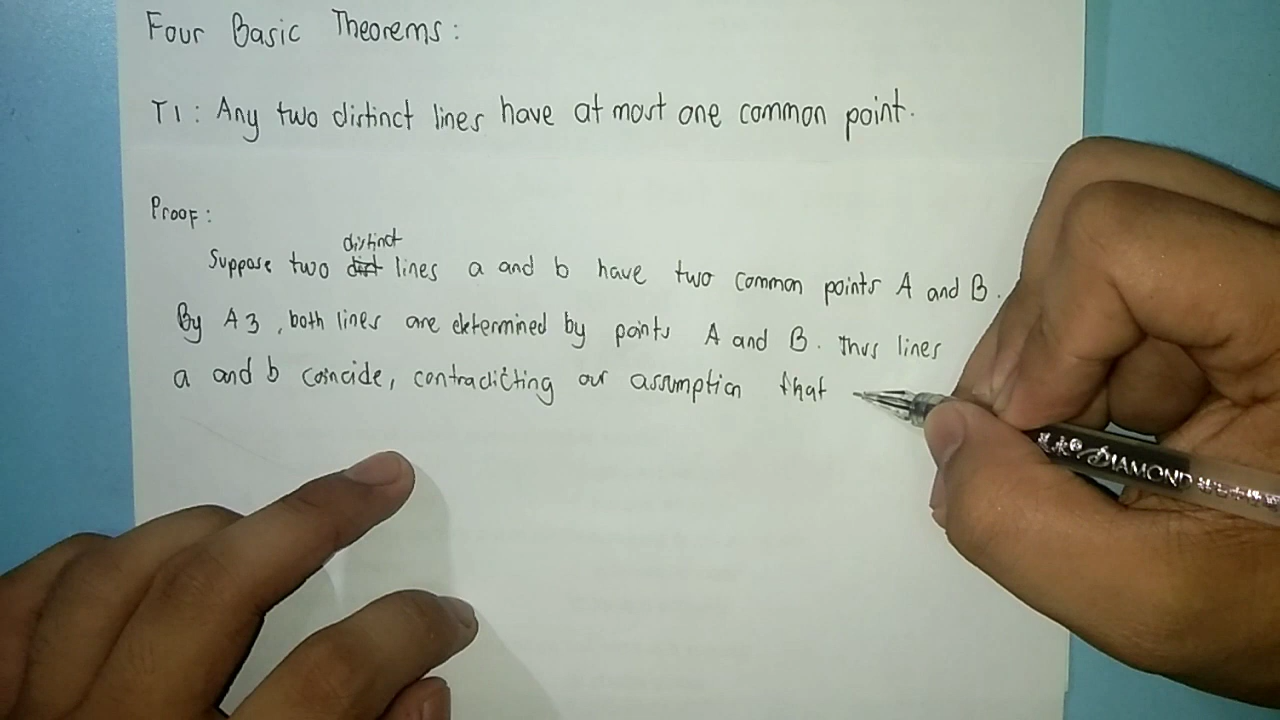 Four Basic Theorems:
T1: Any two distinct lines have at most one common point.
Proof:
distinct
Suppose two lines a and b have two common points A and B.
By A3, both lines are determined by points A and B. Thus lines
a and b coincide, contradicting our assumption that
DIAMOND